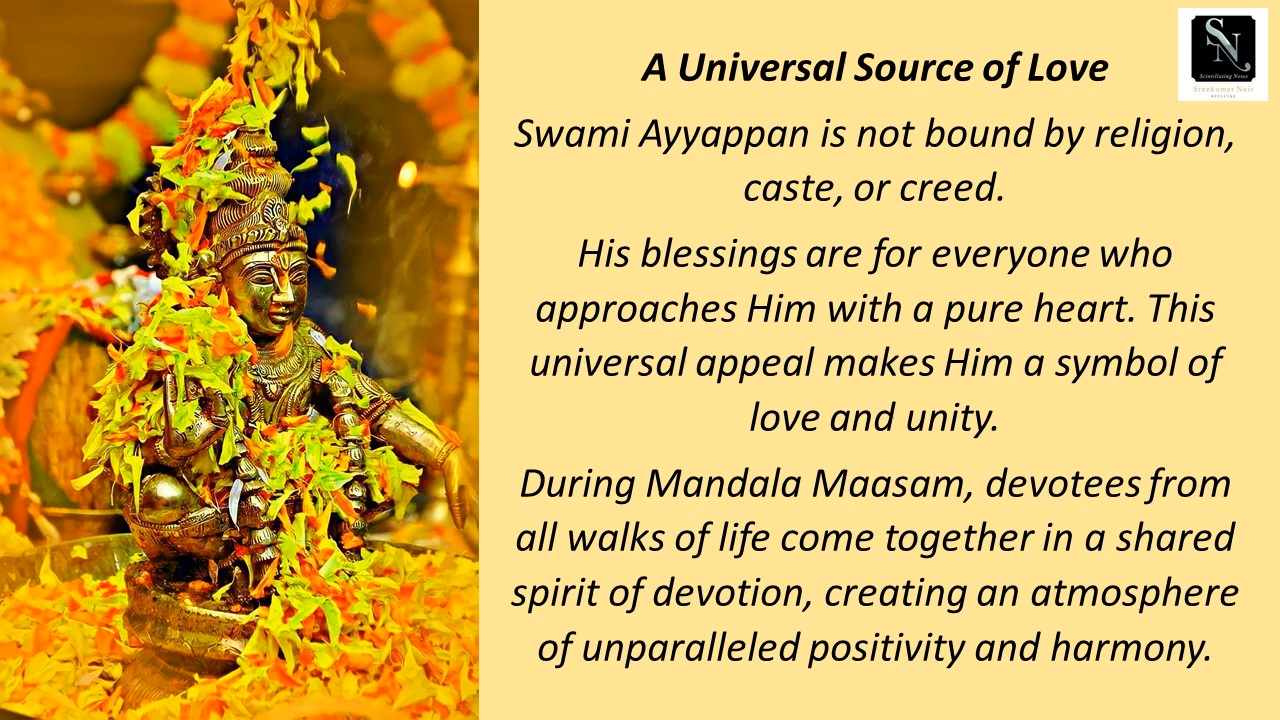 SN
Scintillating Notes
Sreekumar Nair
OFFICIAL
A Universal Source of Love
Swami Ayyappan is not bound by religion,
caste, or creed.
His blessings are for everyone who
approaches Him with a pure heart. This
universal appeal makes Him a symbol of
love and unity.
During Mandala Maasam, devotees from
all walks of life come together in a shared
spirit of devotion, creating an atmosphere
of unparalleled positivity and harmony.